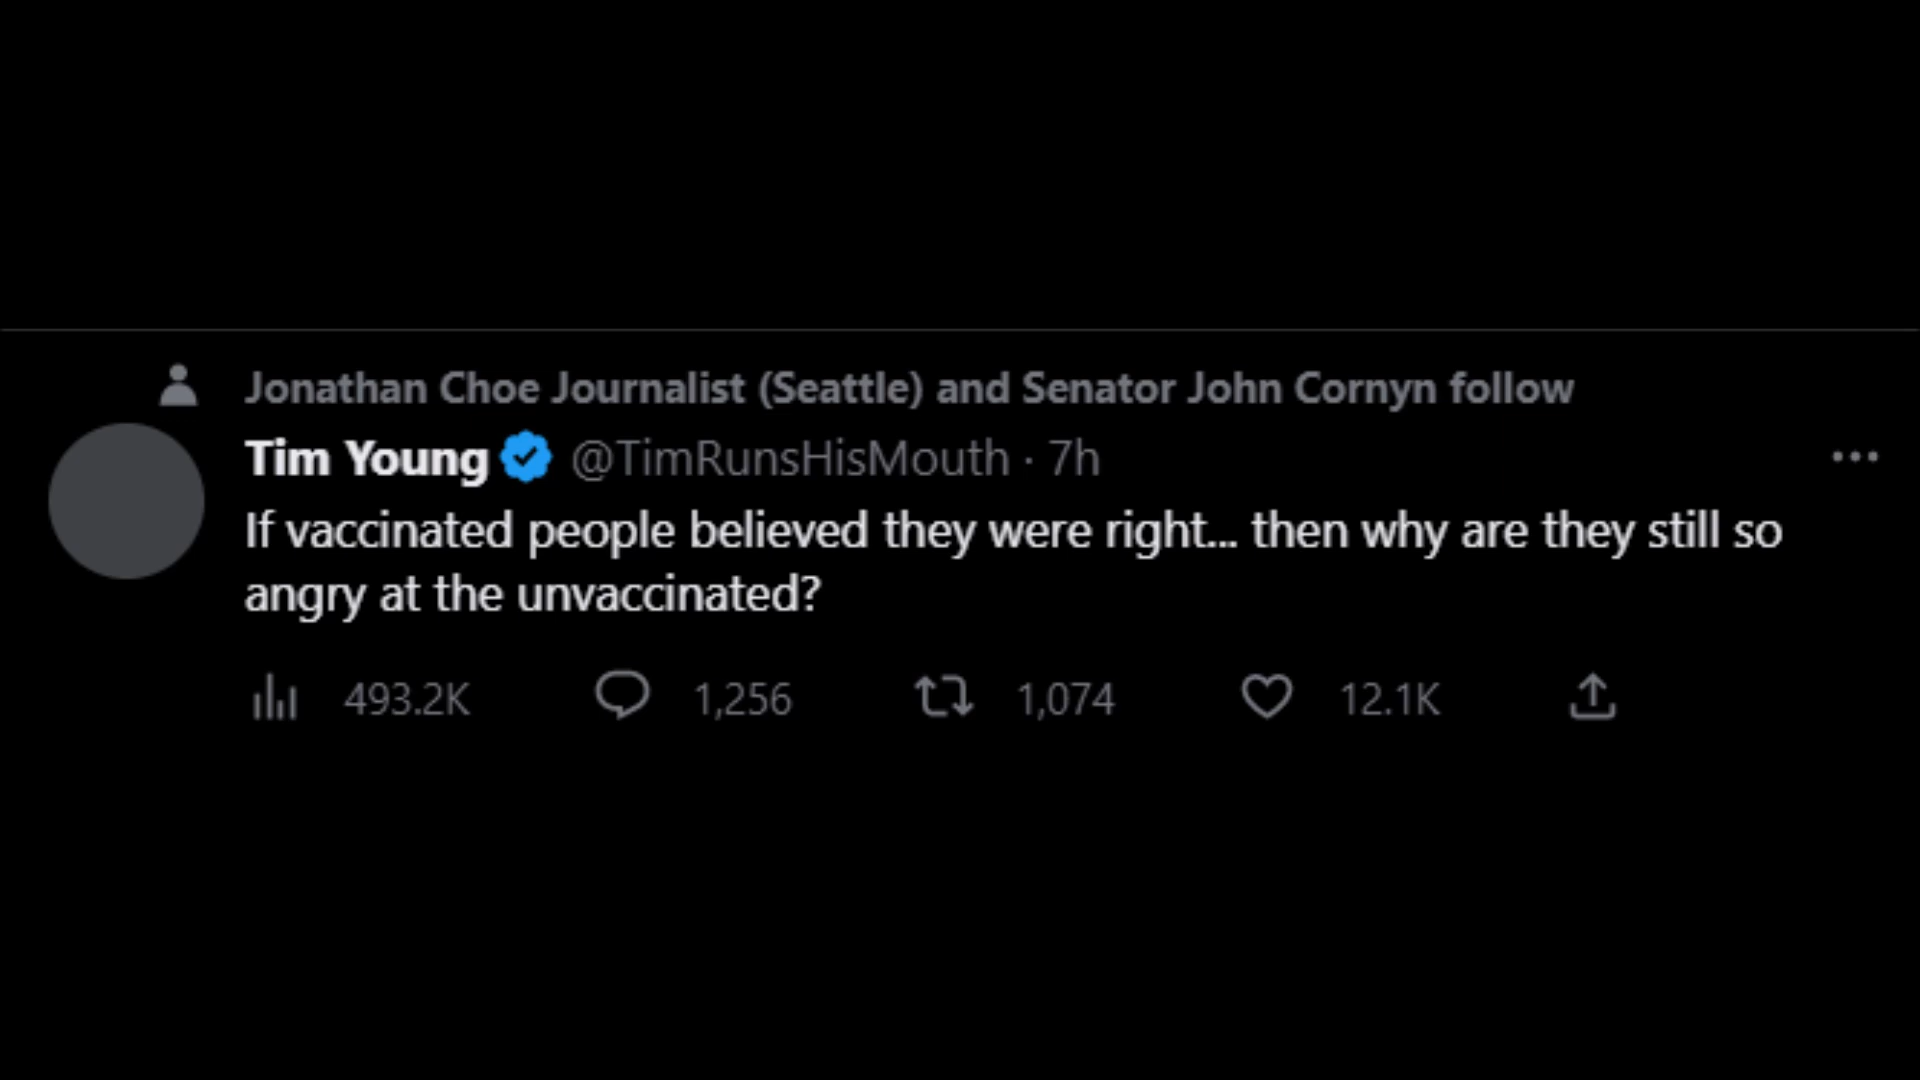 Jonathan Choe Journalist (Seattle) and Senator John Cornyn follow
Tim Young @TimRunsHisMouth · 7h
If vaccinated people believed they were right... then why are they still so
angry at the unvaccinated?
493.2K 1,256 1,074 12.1K